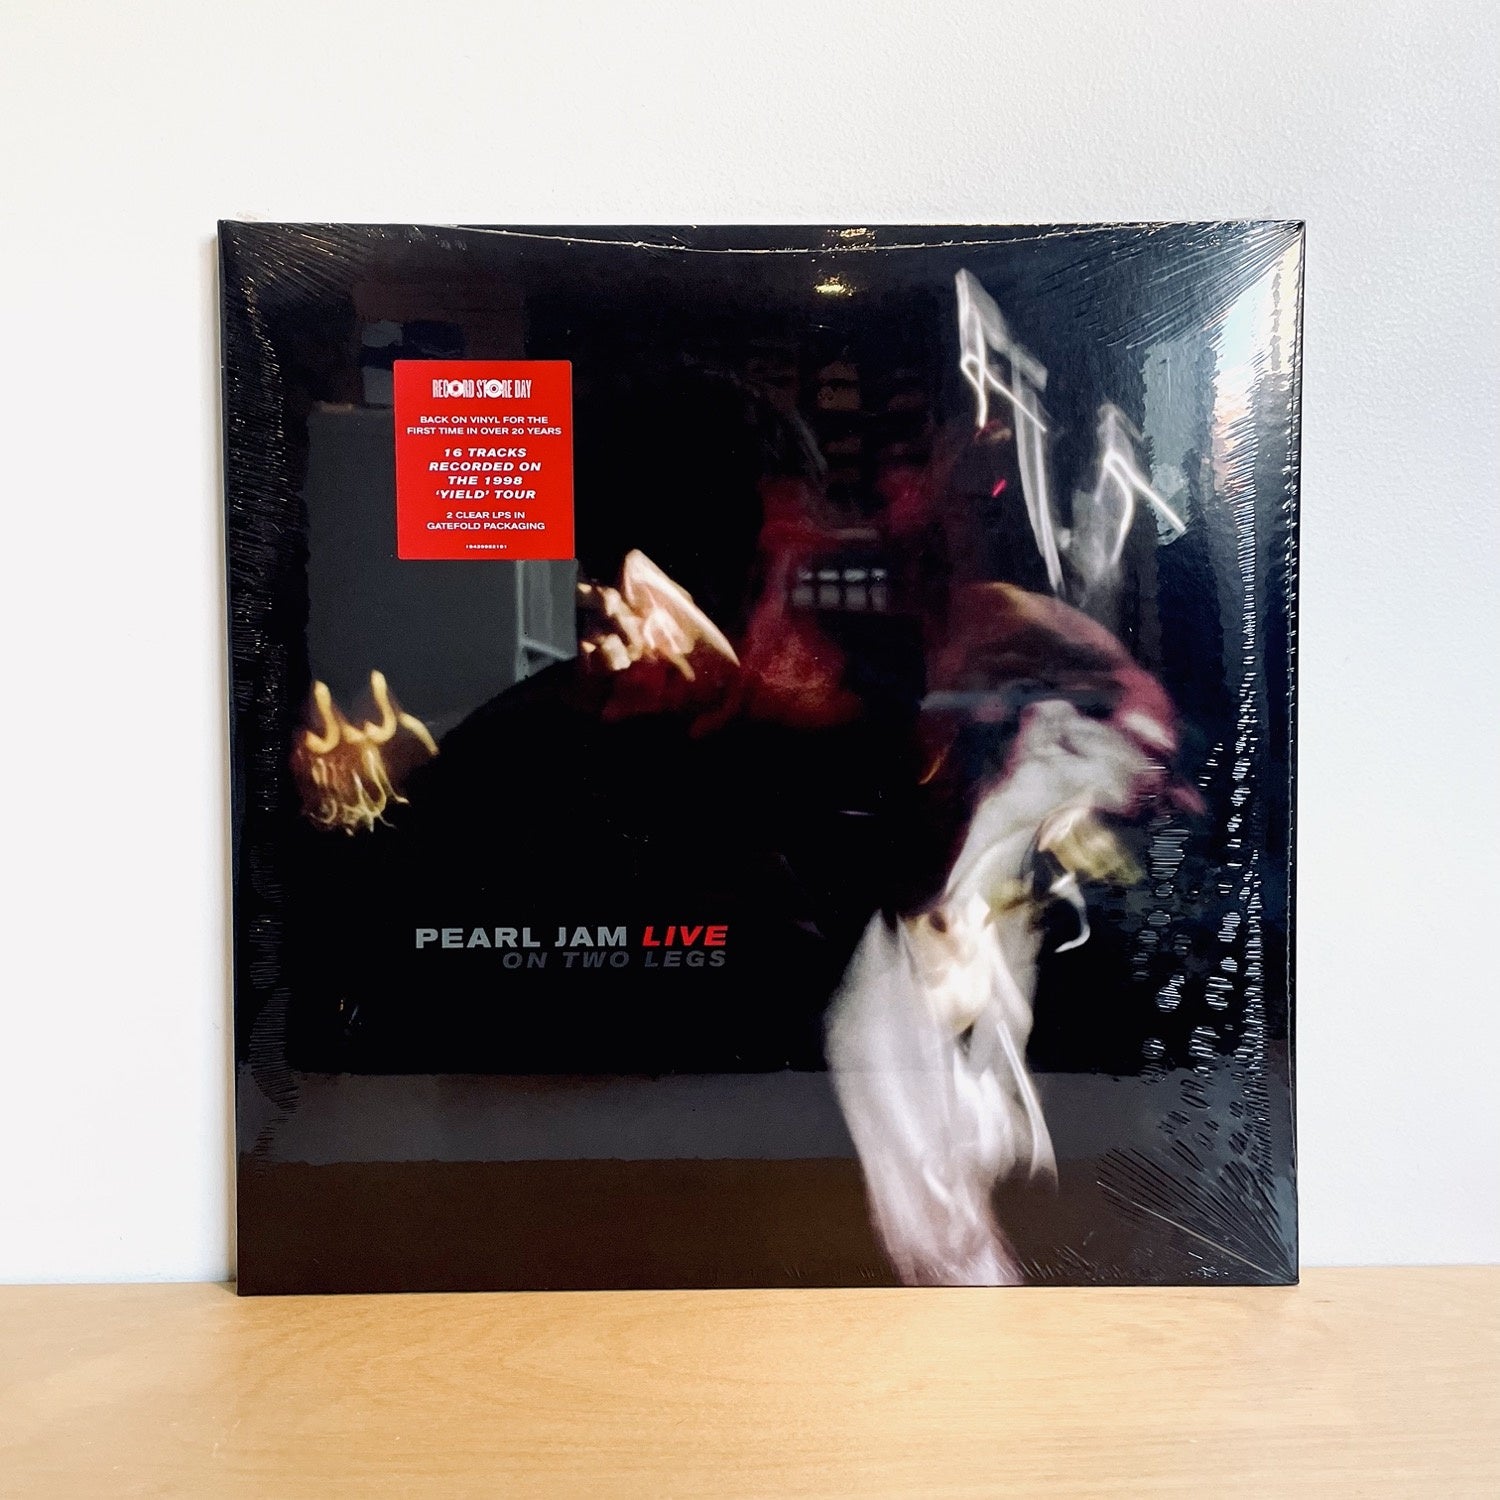 RECORD STORE DAY
BACK ON VINYL FOR THE
FIRST TIME IN OVER 20 YEARS
16 TRACKS
RECORDED ON
THE 1998
‘YIELD’ TOUR
2 CLEAR LPS IN
GATEFOLD PACKAGING
PEARL JAM LIVE
ON TWO LEGS